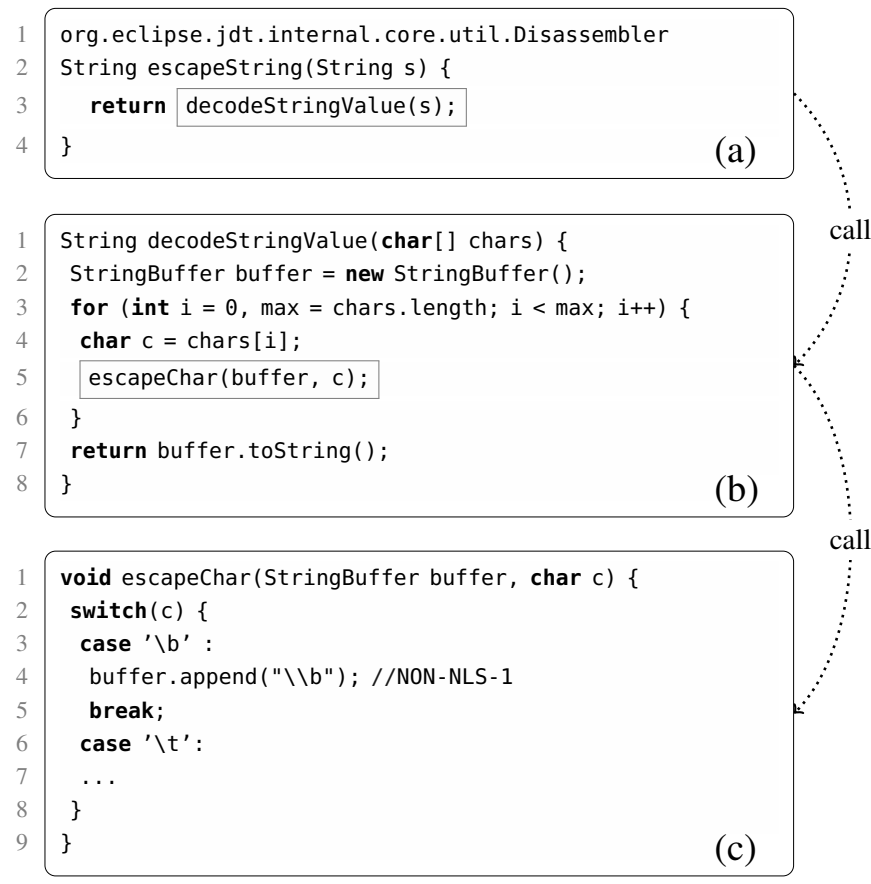 1 org.eclipse.jdt.internal.core.util.Disassembler
2 String escapeString(String s) {
3 return decodeStringValue(s);
4 }
(a)
call
1 String decodeStringValue(char[] chars) {
2 StringBuffer buffer = new StringBuffer();
3 for (int i = 0, max = chars.length; i < max; i++) {
4 char c = chars[i];
5 escapeChar(buffer, c);
6 }
7 return buffer.toString();
8 }
(b)
call
1 void escapeChar(StringBuffer buffer, char c) {
2 switch(c) {
3 case ’\b’ :
4 buffer.append("\\b"); //NON-NLS-1
5 break;
6 case ’\t’:
7 ...
8 }
9 }
(c)